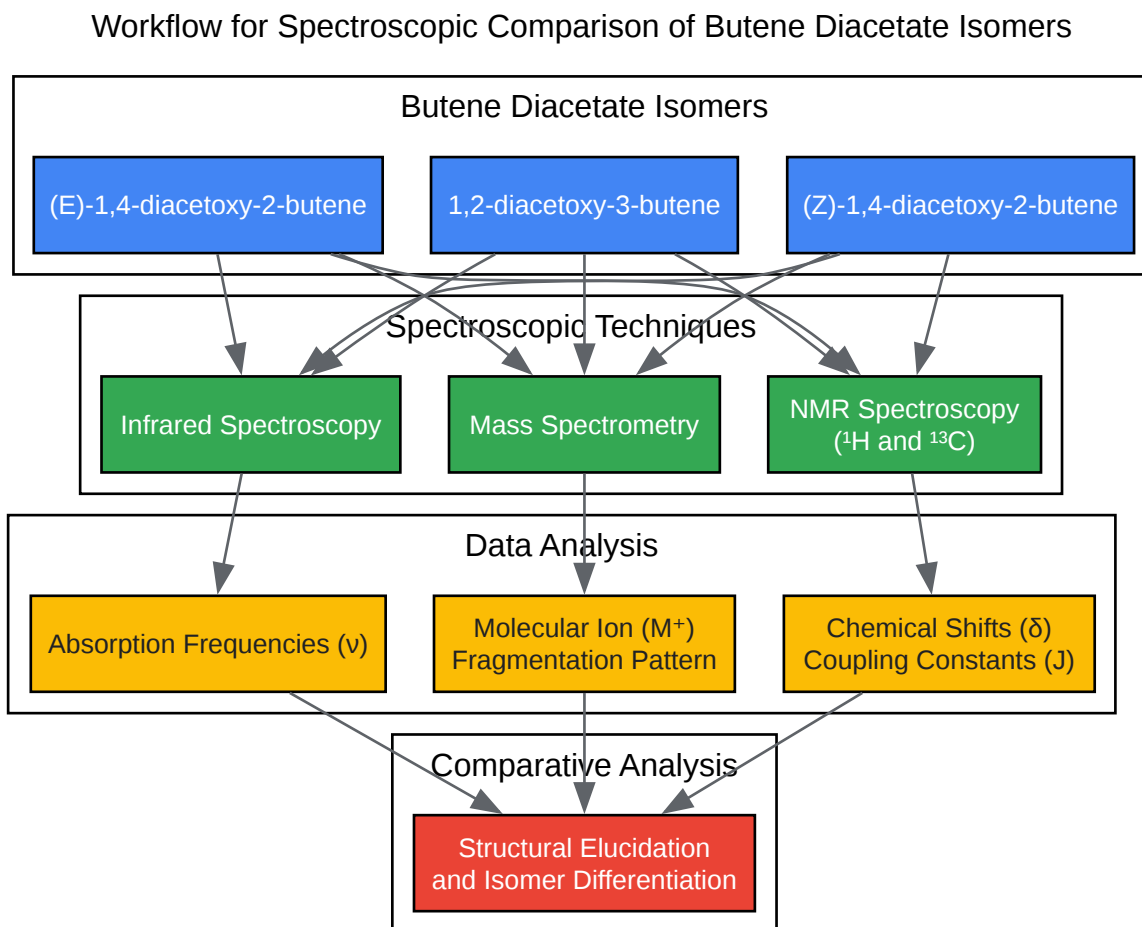 Workflow for Spectroscopic Comparison of Butene Diacetate Isomers
Butene Diacetate Isomers
(E)-1,4-diacetoxy-2-butene
1,2-diacetoxy-3-butene
(Z)-1,4-diacetoxy-2-butene
Spectroscopic Techniques
Infrared Spectroscopy
Mass Spectrometry
NMR Spectroscopy
(¹H and ¹³C)
Data Analysis
Absorption Frequencies (ν)
Molecular Ion (M⁺)
Fragmentation Pattern
Chemical Shifts (δ)
Coupling Constants (J)
Comparative Analysis
Structural Elucidation
and Isomer Differentiation